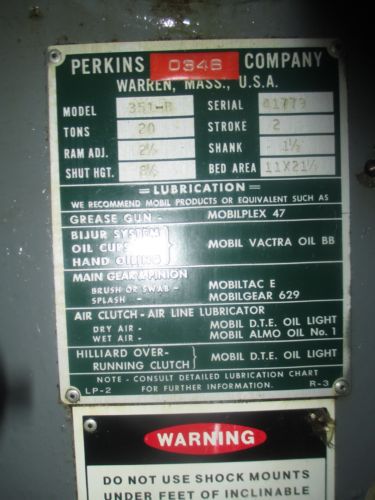 PERKINS 0346 COMPANY
WARREN, MASS., U.S.A.
MODEL 351-B SERIAL 41779
TONS 20 STROKE 2
RAM ADJ. 2½ SHANK 1½
SHUT HGT. 8½ BED AREA 11X21½
LUBRICATION
WE RECOMMEND MOBIL PRODUCTS OR EQUIVALENT SUCH AS
GREASE GUN - MOBILPLEX 47
BIJUR SYSTEM
OIL CUPS MOBIL VACTRA OIL BB
HAND OILING
MAIN GEAR/PINION
BRUSH OR SWAB - MOBILTAC E
SPLASH - MOBILGEAR 629
AIR CLUTCH - AIR LINE LUBRICATOR
DRY AIR - MOBIL D.T.E. OIL LIGHT
WET AIR - MOBIL ALMO OIL No. 1
HILLIARD OVER-
RUNNING CLUTCH MOBIL D.T.E. OIL LIGHT
NOTE - CONSULT DETAILED LUBRICATION CHART
LP-2 FOR FURTHER INFORMATION. R-3
WARNING
DO NOT USE SHOCK MOUNTS
UNDER FEET OF INCLINABLE